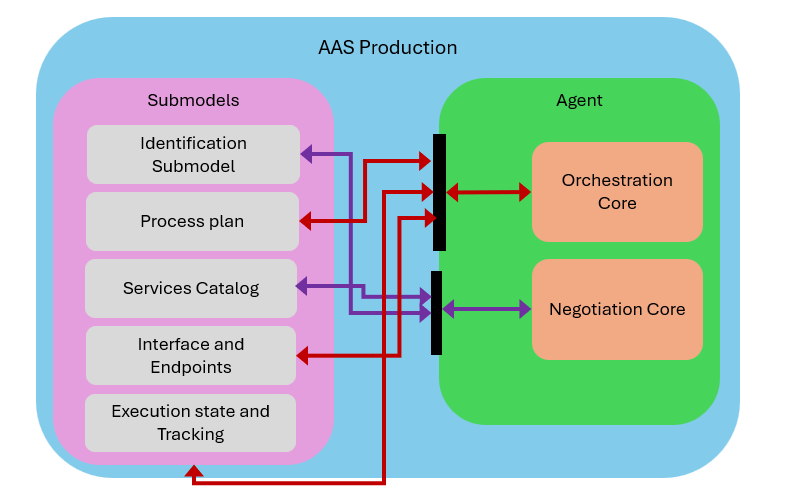 AAS Production
Submodels
Identification
Submodel
Process plan
Services Catalog
Interface and
Endpoints
Execution state and
Tracking
Agent
Orchestration
Core
Negotiation Core